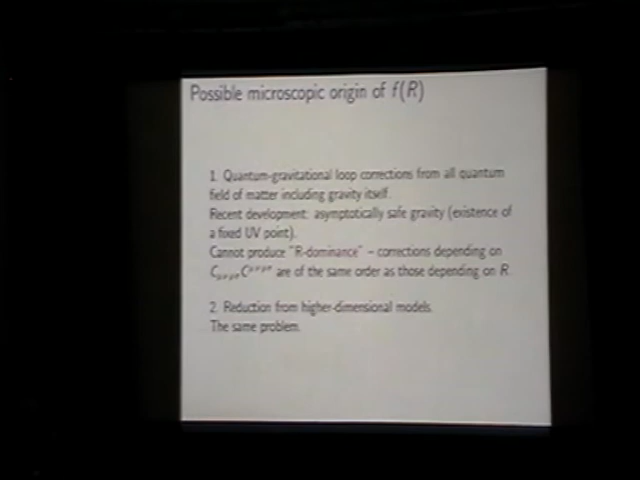 Possible microscopic origin of f(R)
1. Quantum-gravitational loop corrections from all quantum
field of matter including gravity itself.
Recent development: asymptotically safe gravity (existence of
a fixed UV point).
Cannot produce "R-dominance" – corrections depending on
are of the same order as those depending on R.
2. Reduction from higher-dimensional models.
The same problem.